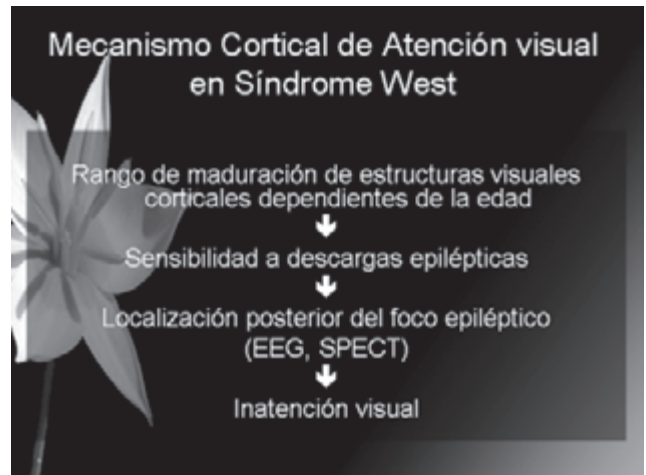 Mecanismo Cortical de Atención visual
en Síndrome West
Rango de maduración de estructuras visuales
corticales dependientes de la edad
Sensibilidad a descargas epilépticas
Localización posterior del foco epiléptico
(EEG, SPECT)
Inatención visual